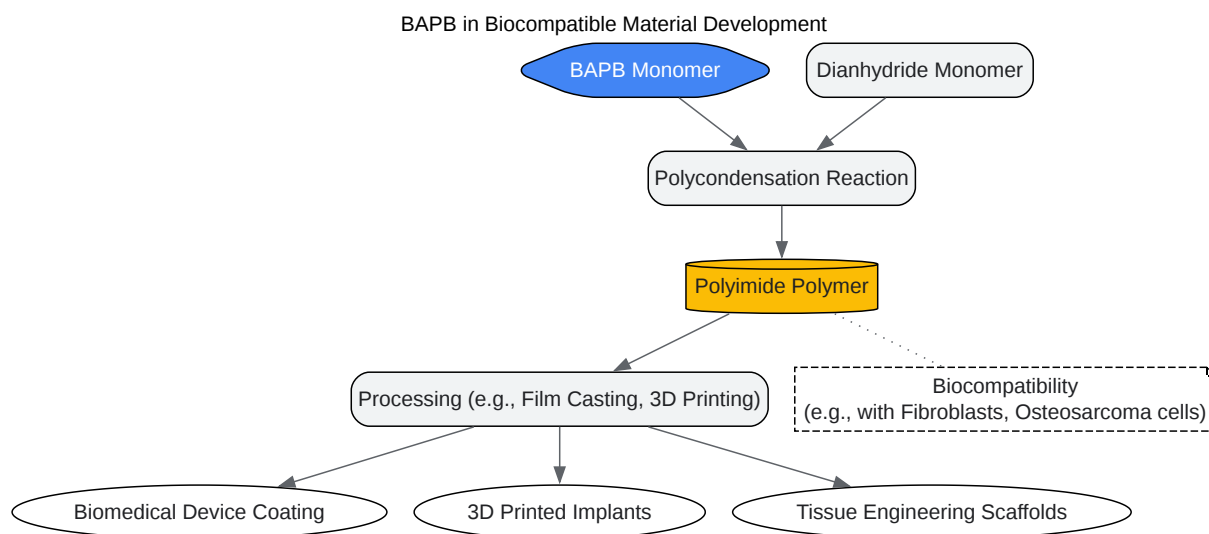 BAPB in Biocompatible Material Development
BAPB Monomer
Dianhydride Monomer
Polycondensation Reaction
Polyimide Polymer
Processing (e.g., Film Casting, 3D Printing)
Biocompatibility
(e.g., with Fibroblasts, Osteosarcoma cells)
Biomedical Device Coating
3D Printed Implants
Tissue Engineering Scaffolds